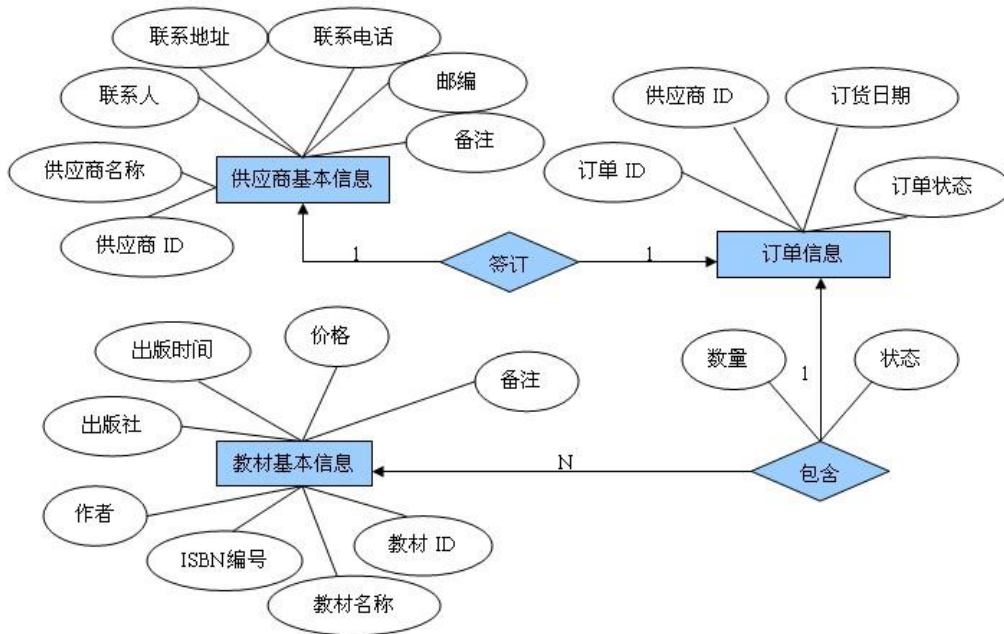 联系地址
联系电话
联系人
邮编
备注
供应商名称
供应商基本信息
供应商 ID
供应商 ID
订货日期
订单 ID
订单状态
订单信息
1
签订
1
出版时间
价格
备注
出版社
数量
状态
1
教材基本信息
N
包含
作者
ISBN编号
教材 ID
教材名称